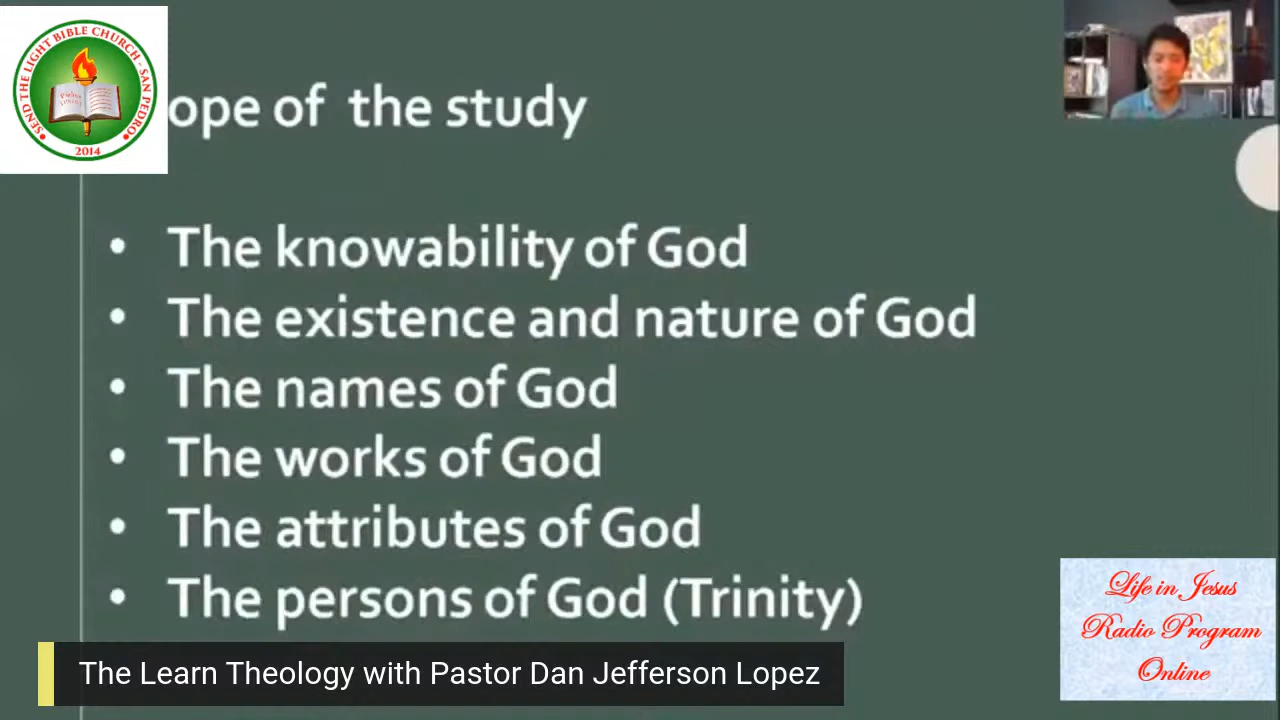 SEND THE LIGHT BIBLE CHURCH - SAN PEDRO
2014
ope of the study
• The knowability of God
• The existence and nature of God
• The names of God
• The works of God
• The attributes of God
• The persons of God (Trinity)
The Learn Theology with Pastor Dan Jefferson Lopez
Life in Jesus
Radio Program
Online